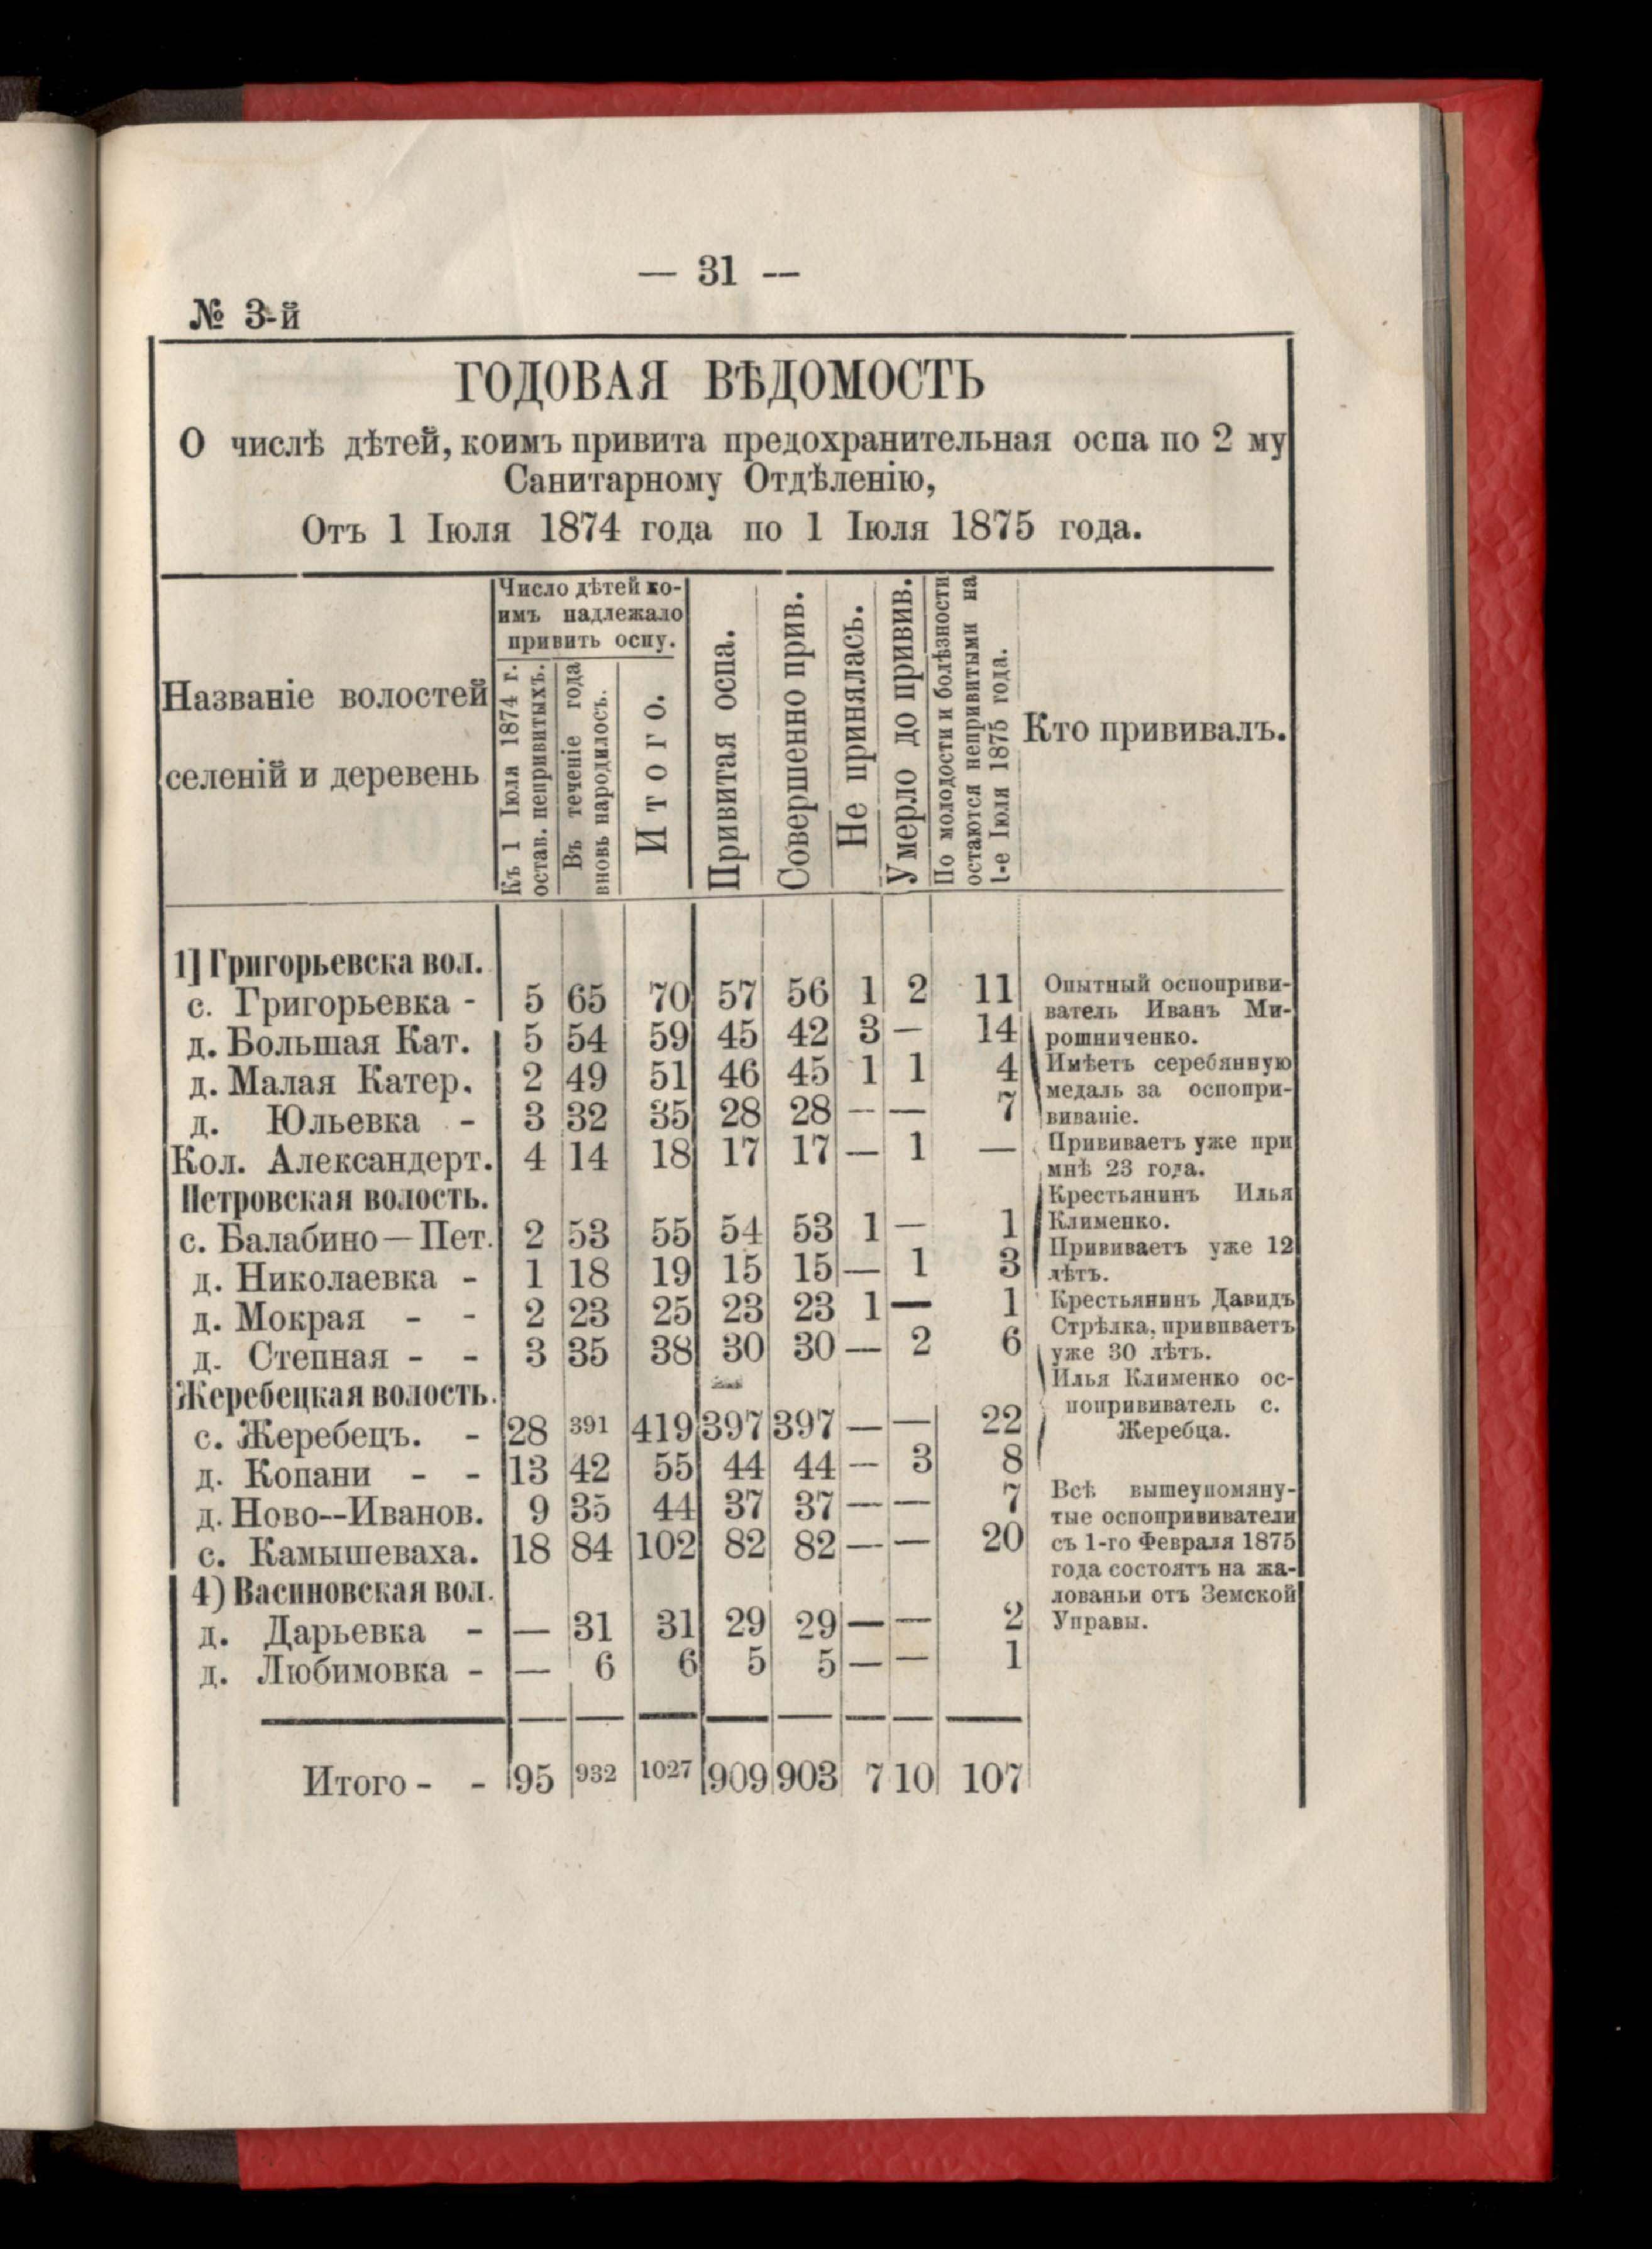 — 31 —
№ 3-й
ГОДОВАЯ ВѢДОМОСТЬ
О числѣ дѣтей, коимъ привита предохранительная оспа по 2 му
Санитарному Отдѣленію,
Отъ 1 Іюля 1874 года по 1 Іюля 1875 года.
Названіе волостей
селеній и деревень
Число дѣтей ко-
имъ надлежало
привить оспу.
Къ 1 Іюля 1874 г.
остав. непривитыхъ.
Въ теченіе года
вновь народилось.
Итого.
Привитая оспа.
Совершенно прив.
Не принялась.
Умерло до привив.
По молодости и болѣзности
остаются непривитыми на
1-е Іюля 1875 года.
Кто прививалъ.
1] Григорьевска вол.
с. Григорьевка - 5 65 70 57 56 1 2 11
д. Большая Кат. 5 54 59 45 42 3 — 14
д. Малая Катер. 2 49 51 46 45 1 1 4
д. Юльевка - 3 32 35 28 28 — — 7
Кол. Александерт. 4 14 18 17 17 — 1 —
Петровская волость.
с. Балабино—Пет. 2 53 55 54 53 1 — 1
д. Николаевка - 1 18 19 15 15 — 1 3
д. Мокрая - - 2 23 25 23 23 1 — 1
д. Степная - - 3 35 38 30 30 — 2 6
Жеребецкая волость.
с. Жеребецъ. - 28 391 419 397 397 — — 22
д. Копани - - 13 42 55 44 44 — 3 8
д. Ново--Иванов. 9 35 44 37 37 — — 7
с. Камышеваха. 18 84 102 82 82 — — 20
4) Васиновская вол.
д. Дарьевка - — 31 31 29 29 — — 2
д. Любимовка - — 6 6 5 5 — — 1
Итого - - 95 932 1027 909 903 7 10 107
Опытный оспоприви-
ватель Иванъ Ми-
рошниченко.
Имѣетъ серебянную
медаль за оспопри-
виваніе.
Прививаетъ уже при
мнѣ 23 года.
Крестьянинъ Илья
Клименко.
Прививаетъ уже 12
лѣтъ.
Крестьянинъ Давидъ
Стрѣлка, прививаетъ
уже 30 лѣтъ.
Илья Клименко ос-
попрививатель с.
Жеребца.
Всѣ вышеупомяну-
тые оспопрививатели
съ 1-го Февраля 1875
года состоятъ на жа-
лованьи отъ Земской
Управы.